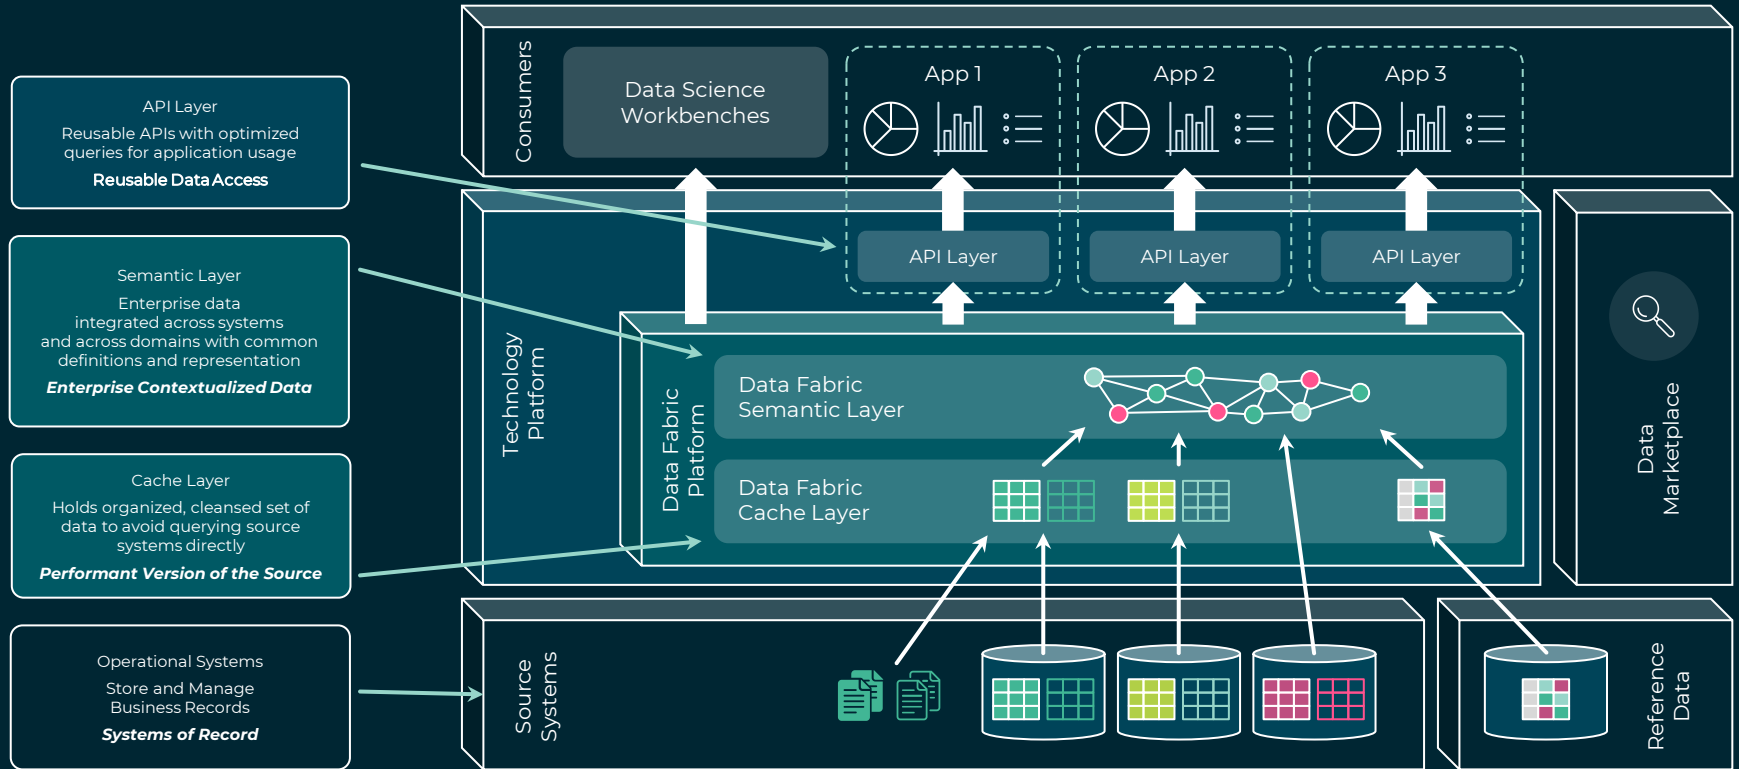 API Layer
Reusable APIs with optimized
queries for application usage
Reusable Data Access
Semantic Layer
Enterprise data
integrated across systems
and across domains with common
definitions and representation
Enterprise Contextualized Data
Cache Layer
Holds organized, cleansed set of
data to avoid querying source
systems directly
Performant Version of the Source
Operational Systems
Store and Manage
Business Records
Systems of Record
Consumers
Data Science
Workbenches
App 1
App 2
App 3
Technology
Platform
API Layer
API Layer
API Layer
Data Fabric
Platform
Data Fabric
Semantic Layer
Data Fabric
Cache Layer
Data
Marketplace
Source
Systems
Reference
Data